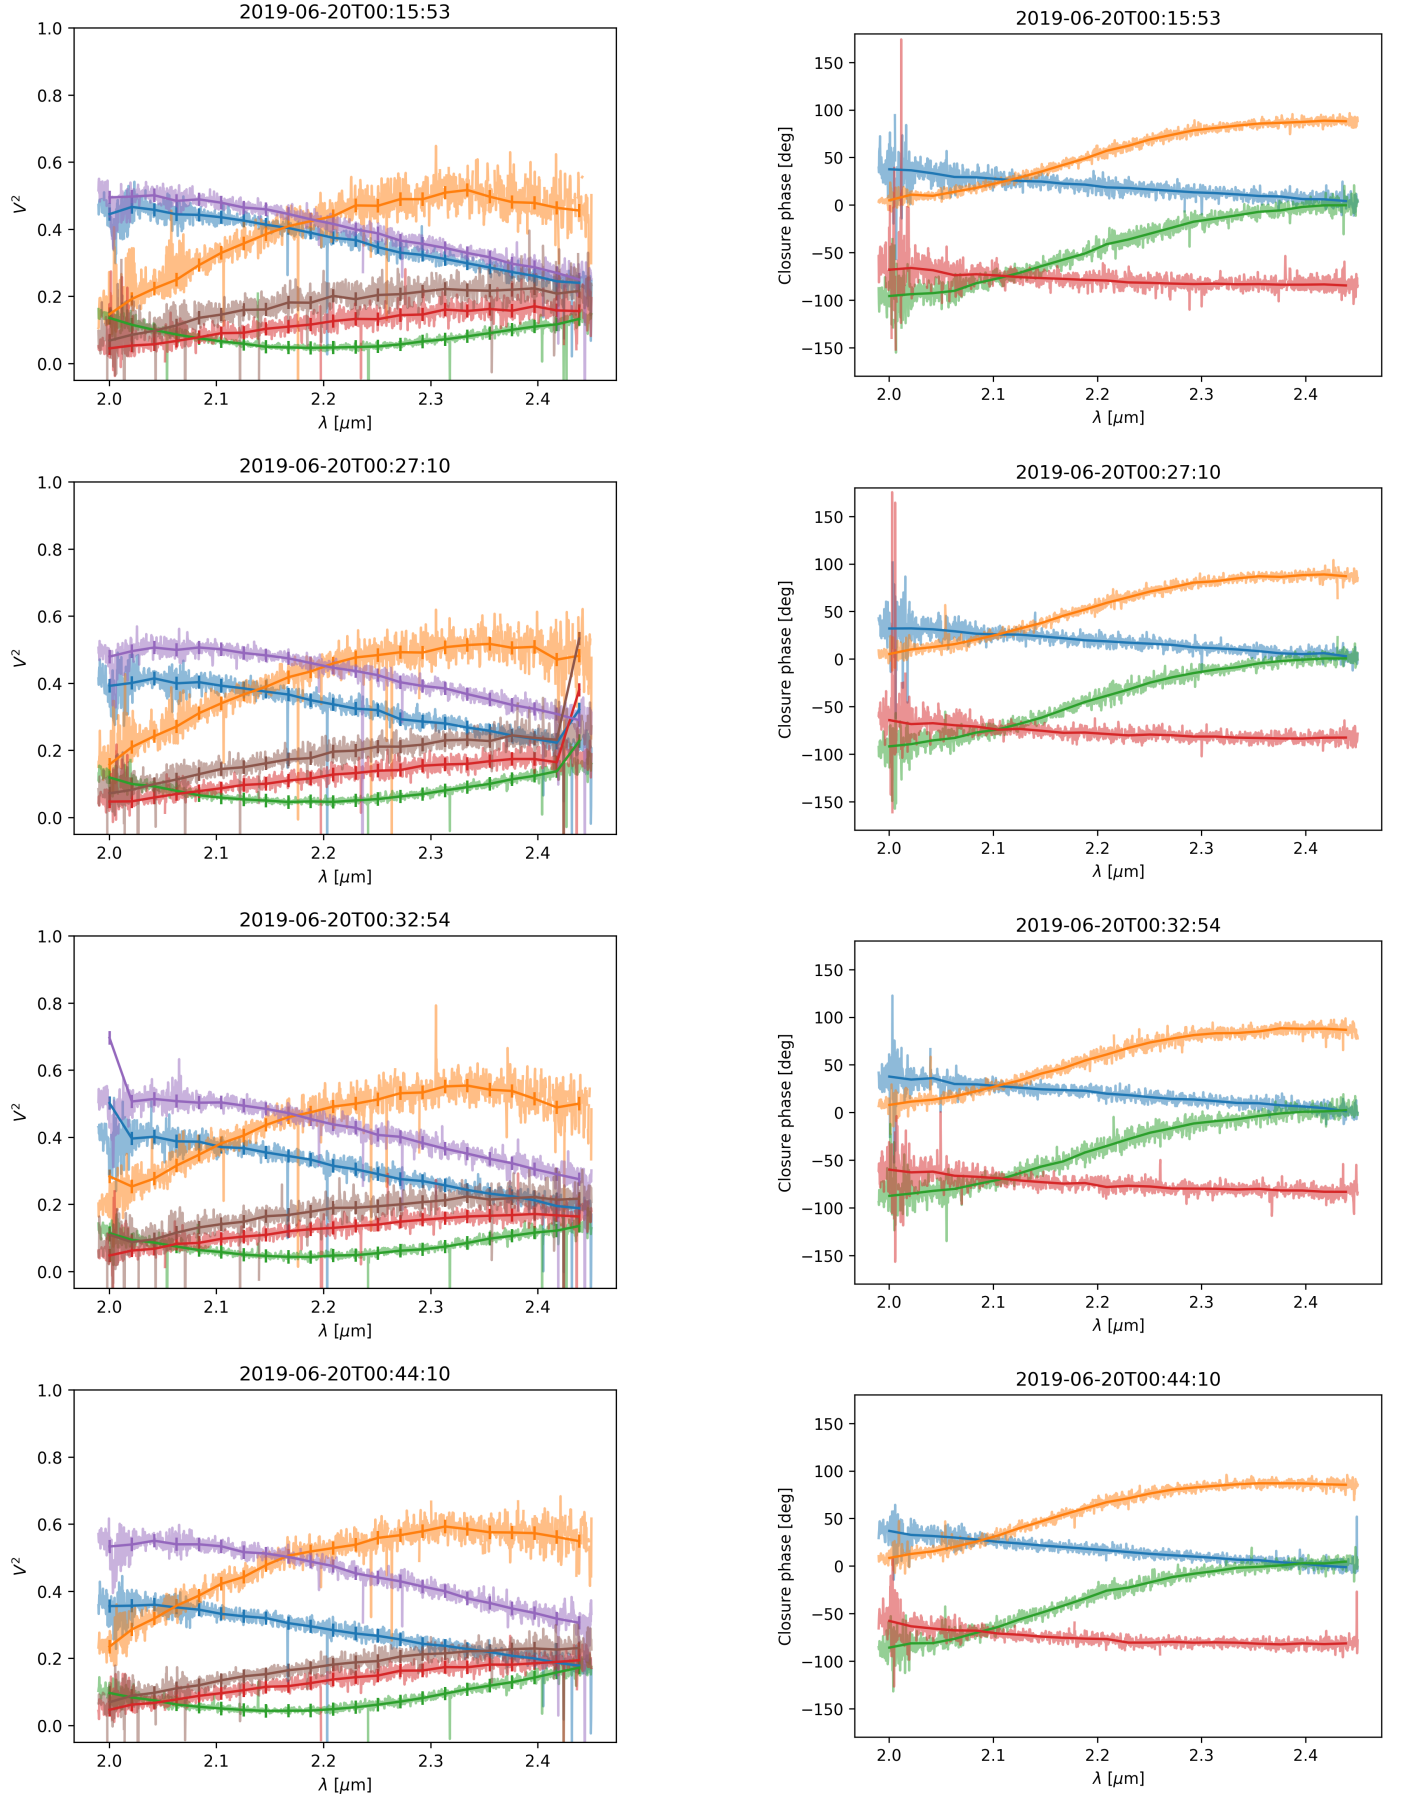 2019-06-20T00:15:53
1.0
0.8
0.6
0.4
0.2
0.0
V²
2.0 2.1 2.2 2.3 2.4
λ [μm]
2019-06-20T00:15:53
150
100
50
0
−50
−100
−150
Closure phase [deg]
2.0 2.1 2.2 2.3 2.4
λ [μm]
2019-06-20T00:27:10
1.0
0.8
0.6
0.4
0.2
0.0
V²
2.0 2.1 2.2 2.3 2.4
λ [μm]
2019-06-20T00:27:10
150
100
50
0
−50
−100
−150
Closure phase [deg]
2.0 2.1 2.2 2.3 2.4
λ [μm]
2019-06-20T00:32:54
1.0
0.8
0.6
0.4
0.2
0.0
V²
2.0 2.1 2.2 2.3 2.4
λ [μm]
2019-06-20T00:32:54
150
100
50
0
−50
−100
−150
Closure phase [deg]
2.0 2.1 2.2 2.3 2.4
λ [μm]
2019-06-20T00:44:10
1.0
0.8
0.6
0.4
0.2
0.0
V²
2.0 2.1 2.2 2.3 2.4
λ [μm]
2019-06-20T00:44:10
150
100
50
0
−50
−100
−150
Closure phase [deg]
2.0 2.1 2.2 2.3 2.4
λ [μm]